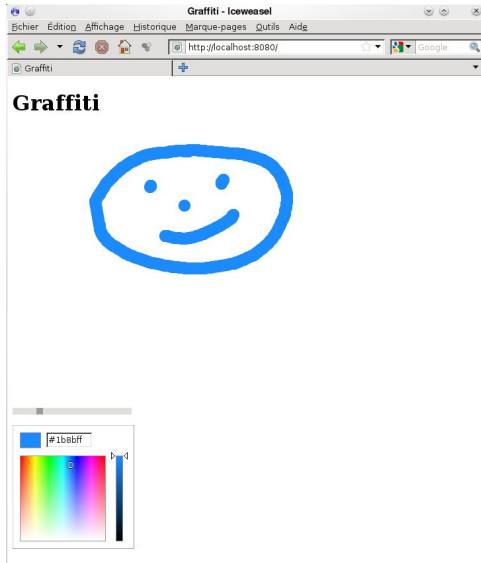 Graffiti - Iceweasel
Fichier Édition Affichage Historique Marque-pages Outils Aide
http://localhost:8080/ Google
Graffiti
Graffiti
#1b8bff